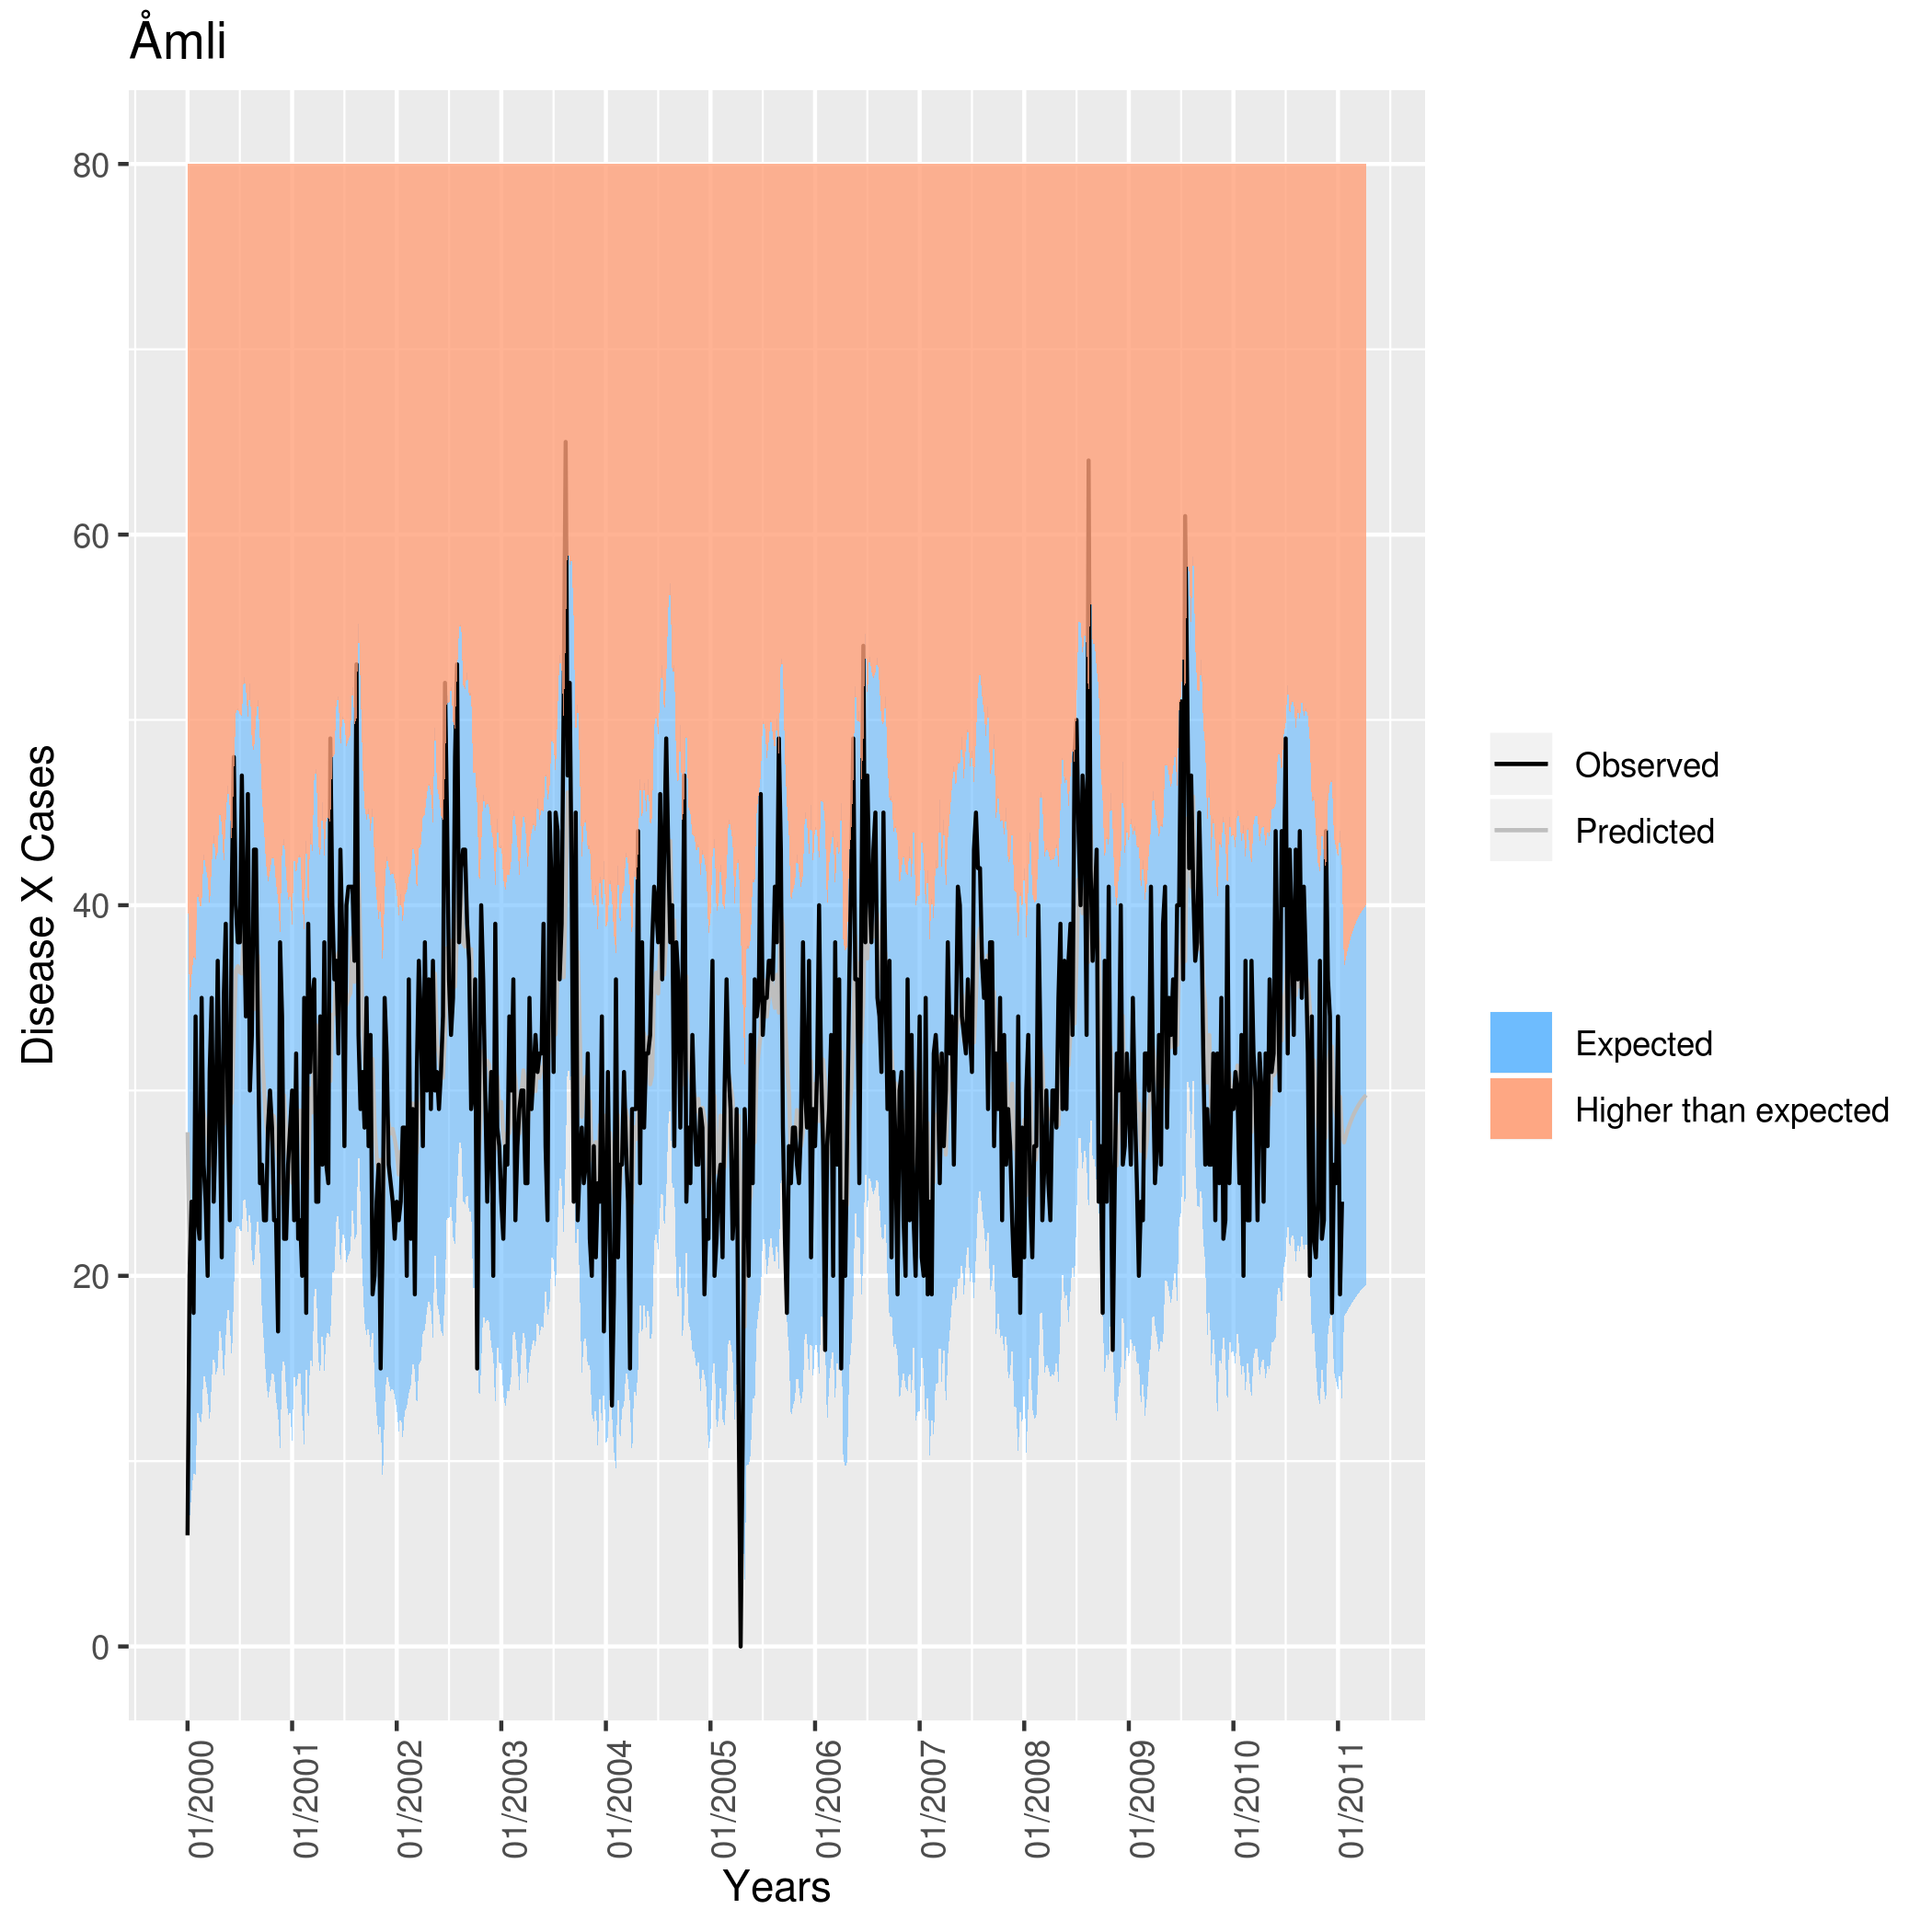 Åmli
Disease X Cases
80
60
40
20
0
01/2000
01/2001
01/2002
01/2003
01/2004
01/2005
01/2006
01/2007
01/2008
01/2009
01/2010
01/2011
Years
Observed
Predicted
Expected
Higher than expected